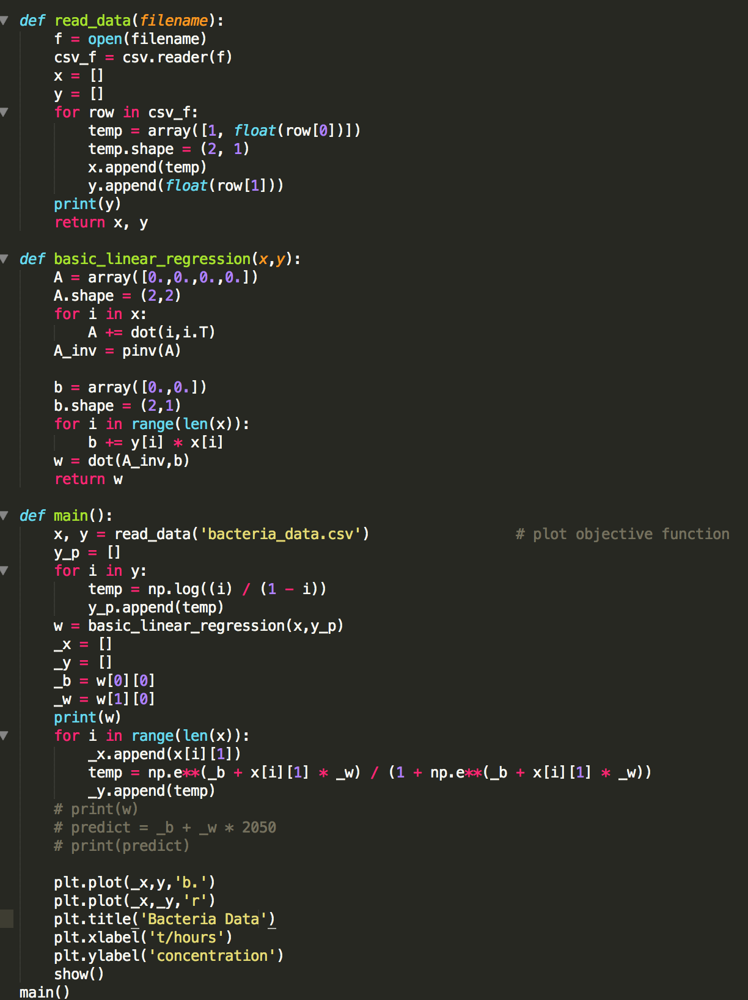 def read_data(filename):
    f = open(filename)
    csv_f = csv.reader(f)
    x = []
    y = []
    for row in csv_f:
        temp = array([1, float(row[0])])
        temp.shape = (2, 1)
        x.append(temp)
        y.append(float(row[1]))
    print(y)
    return x, y

def basic_linear_regression(x,y):
    A = array([0.,0.,0.,0.])
    A.shape = (2,2)
    for i in x:
        A += dot(i,i.T)
    A_inv = pinv(A)

    b = array([0.,0.])
    b.shape = (2,1)
    for i in range(len(x)):
        b += y[i] * x[i]
    w = dot(A_inv,b)
    return w

def main():
    x, y = read_data('bacteria_data.csv')                 # plot objective function
    y_p = []
    for i in y:
        temp = np.log((i) / (1 - i))
        y_p.append(temp)
    w = basic_linear_regression(x,y_p)
    _x = []
    _y = []
    _b = w[0][0]
    _w = w[1][0]
    print(w)
    for i in range(len(x)):
        _x.append(x[i][1])
        temp = np.e**(_b + x[i][1] * _w) / (1 + np.e**(_b + x[i][1] * _w))
        _y.append(temp)
    # print(w)
    # predict = _b + _w * 2050
    # print(predict)

    plt.plot(_x,y,'b.')
    plt.plot(_x,_y,'r')
    plt.title('Bacteria Data')
    plt.xlabel('t/hours')
    plt.ylabel('concentration')
    show()
main()